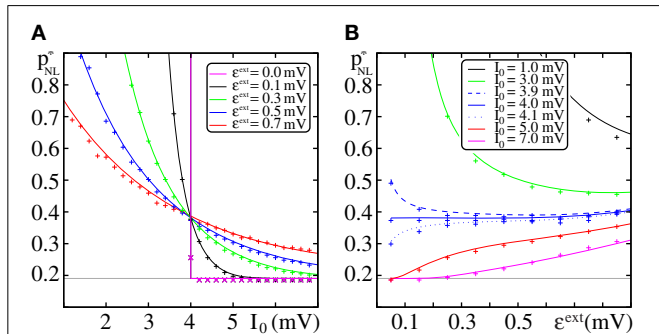 A
p*NL
0.8
0.7
0.6
0.5
0.4
0.3
0.2
2 4 5 I0 (mV)
εext = 0.0 mV
εext = 0.1 mV
εext = 0.3 mV
εext = 0.5 mV
εext = 0.7 mV
B
p*NL
0.8
0.7
0.6
0.5
0.4
0.3
0.2
0.1 0.3 0.5 εext (mV)
I0 = 1.0 mV
I0 = 3.0 mV
I0 = 3.9 mV
I0 = 4.0 mV
I0 = 4.1 mV
I0 = 5.0 mV
I0 = 7.0 mV